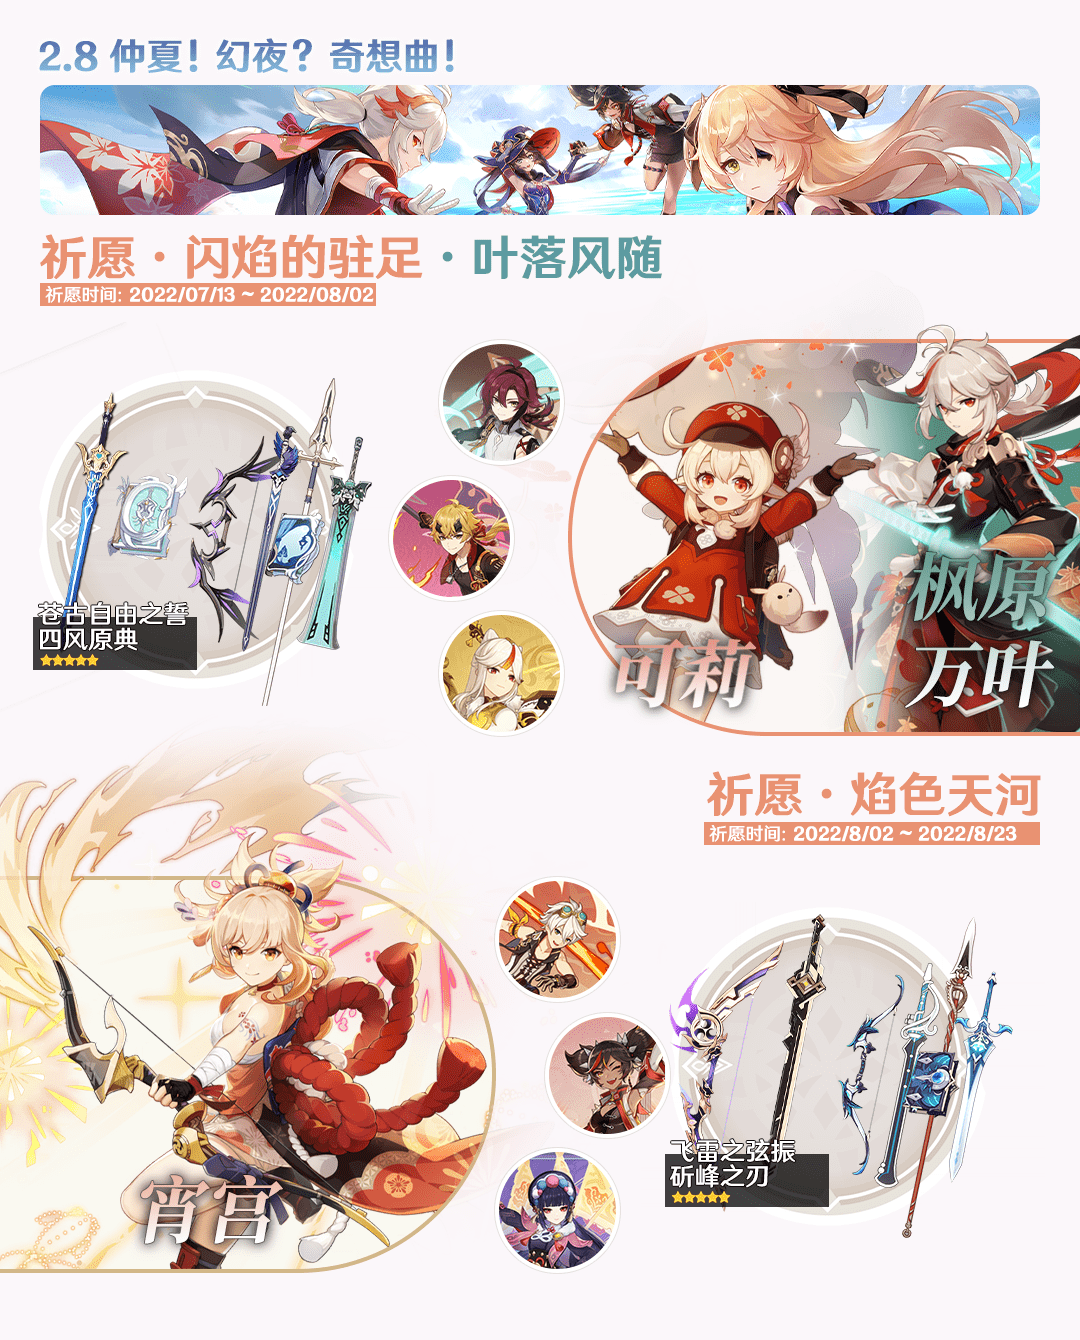 2.8 仲夏！幻夜？奇想曲！
祈愿·闪焰的驻足·叶落风随
祈愿时间: 2022/07/13 ~ 2022/08/02
苍古自由之誓
四风原典
可莉
枫原
万叶
祈愿·焰色天河
祈愿时间: 2022/8/02 ~ 2022/8/23
飞雷之弦振
斫峰之刃
宵宫